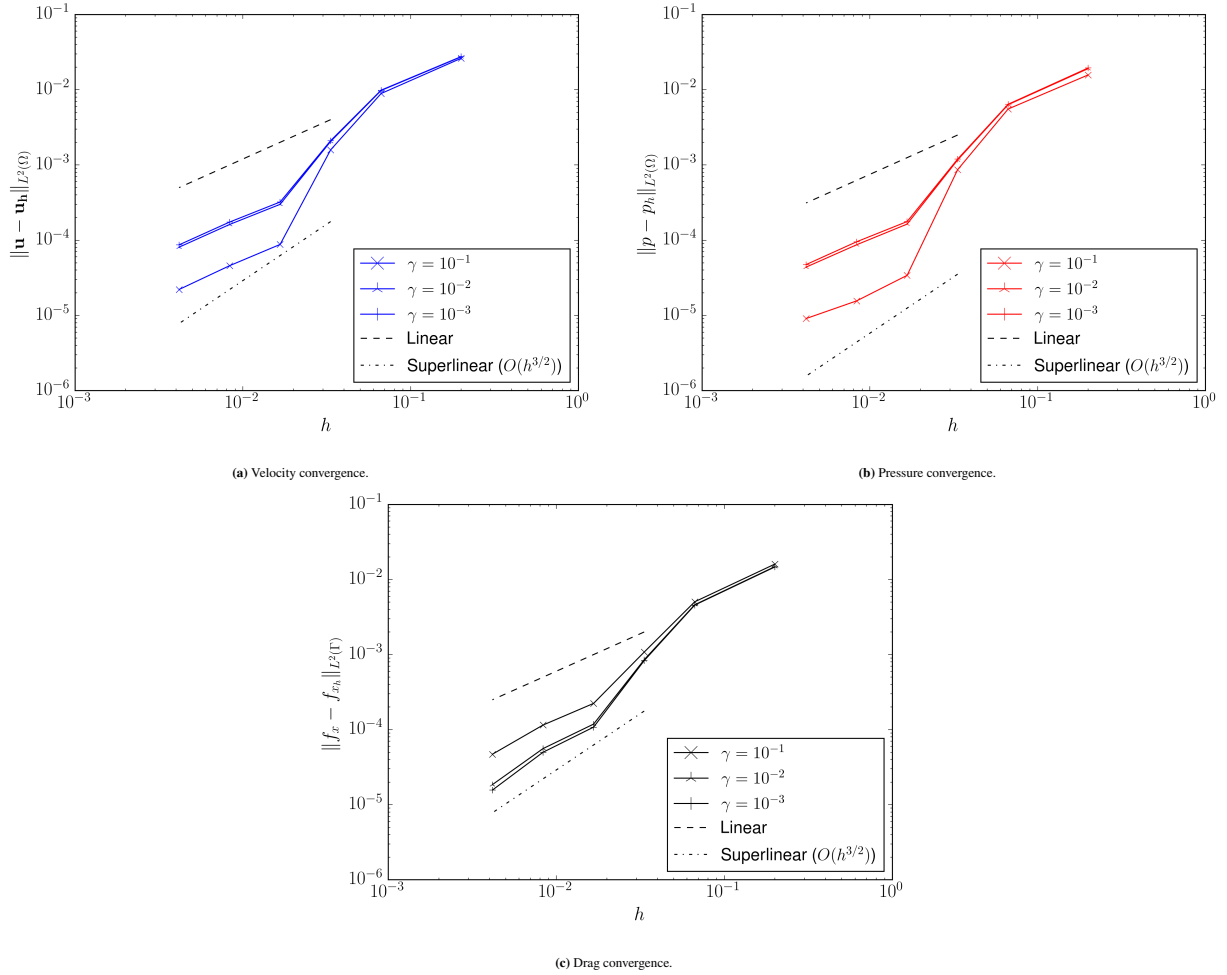 10^{-1}
10^{-2}
10^{-3}
10^{-4}
10^{-5}
10^{-6}
||u − u_h||_{L^2(Ω)}
γ = 10^{-1}
γ = 10^{-2}
γ = 10^{-3}
Linear
Superlinear (O(h^{3/2}))
10^{-3} 10^{-2} 10^{-1} 10^{0}
h
(a) Velocity convergence.
10^{-1}
10^{-2}
10^{-3}
10^{-4}
10^{-5}
10^{-6}
||p − p_h||_{L^2(Ω)}
γ = 10^{-1}
γ = 10^{-2}
γ = 10^{-3}
Linear
Superlinear (O(h^{3/2}))
10^{-3} 10^{-2} 10^{-1} 10^{0}
h
(b) Pressure convergence.
10^{-1}
10^{-2}
10^{-3}
10^{-4}
10^{-5}
10^{-6}
||f_x − f_{x_h}||_{L^2(Γ)}
γ = 10^{-1}
γ = 10^{-2}
γ = 10^{-3}
Linear
Superlinear (O(h^{3/2}))
10^{-3} 10^{-2} 10^{-1} 10^{0}
h
(c) Drag convergence.